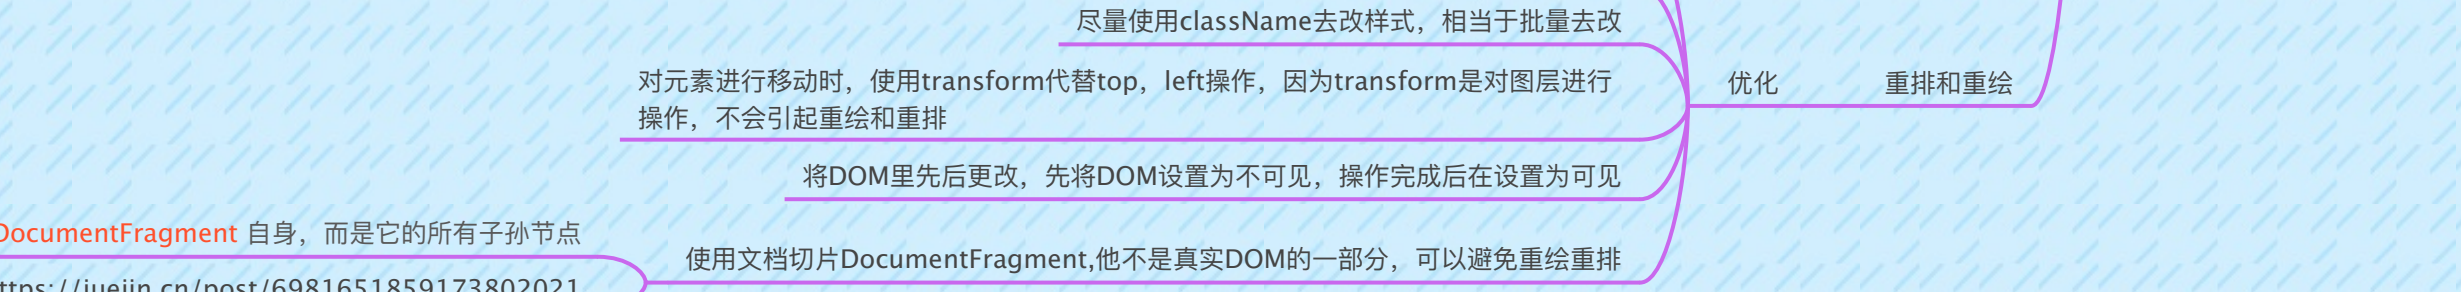 尽量使用className去改样式，相当于批量去改
对元素进行移动时，使用transform代替top，left操作，因为transform是对图层进行
操作，不会引起重绘和重排
优化
重排和重绘
将DOM里先后更改，先将DOM设置为不可见，操作完成后在设置为可见
DocumentFragment 自身，而是它的所有子孙节点
使用文档切片DocumentFragment,他不是真实DOM的一部分，可以避免重绘重排
ttps://juejin.cn/post/6981651859173802021